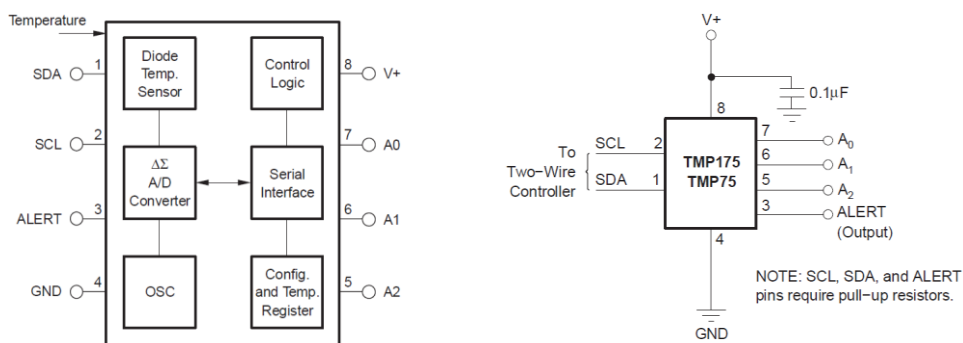 Temperature
1
SDA
2
SCL
3
ALERT
4
GND
Diode
Temp.
Sensor
ΔΣ
A/D
Converter
OSC
Control
Logic
Serial
Interface
Config.
and Temp.
Register
8
V+
7
A0
6
A1
5
A2
V+
0.1μF
8
To
Two-Wire
Controller
SCL
2
SDA
1
TMP175
TMP75
7
A0
6
A1
5
A2
3
ALERT
(Output)
4
GND
NOTE: SCL, SDA, and ALERT
pins require pull-up resistors.